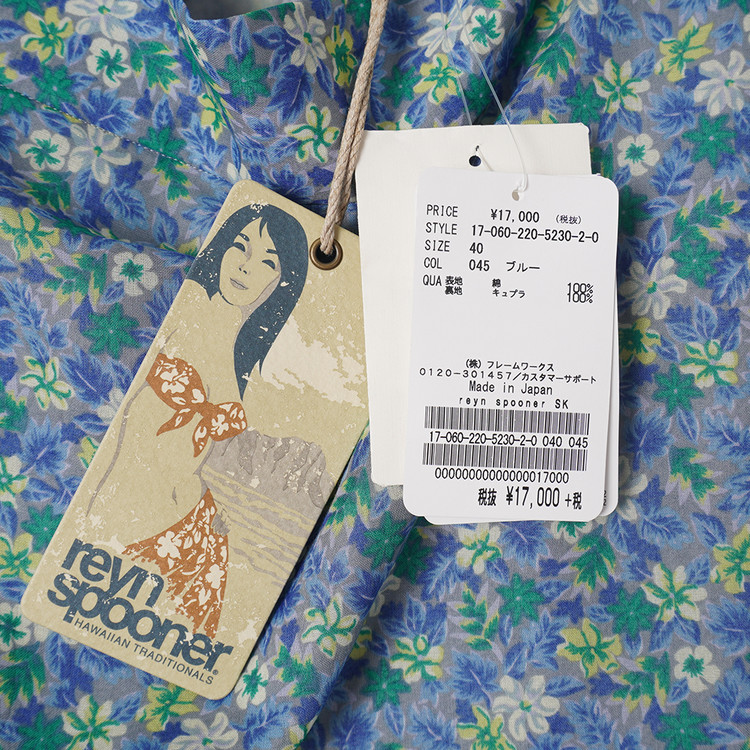 reyn
spooner®
HAWAIIAN TRADITIONALS
PRICE ¥17,000 (税抜)
STYLE 17-060-220-5230-2-0
SIZE 40
COL 045 ブルー
QUA 表地 綿 100%
裏地 キュプラ 100%
(株)フレームワークス
0120-301457/カスタマーサポート
Made in Japan
reyn spooner SK
17-060-220-5230-2-0 040 045
00000000000000017000
税抜 ¥17,000 +税